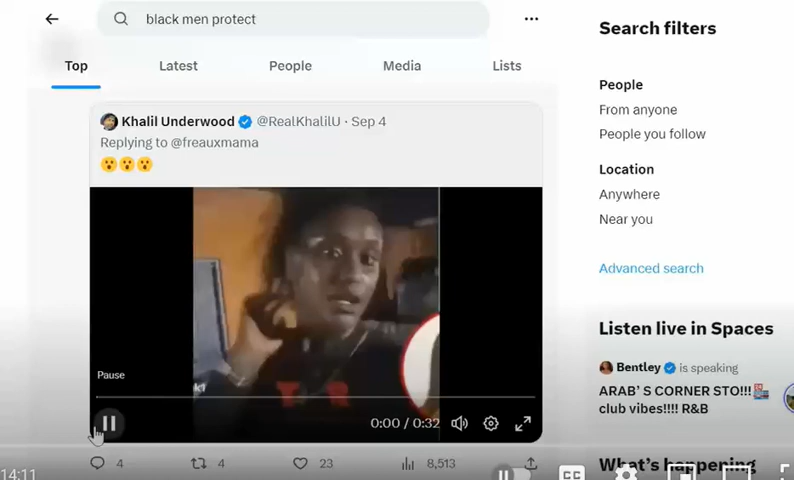 black men protect
Search filters
Top Latest People Media Lists
People
From anyone
People you follow
Location
Anywhere
Near you
Advanced search
Khalil Underwood @RealKhalilU · Sep 4
Replying to @freauxmama
😮😮😮
Pause
0:00 / 0:32
4 4 23 8,513
Listen live in Spaces
Bentley is speaking
ARAB' S CORNER STO!!!🏪
club vibes!!!! R&B
What's happening
14:11
CC